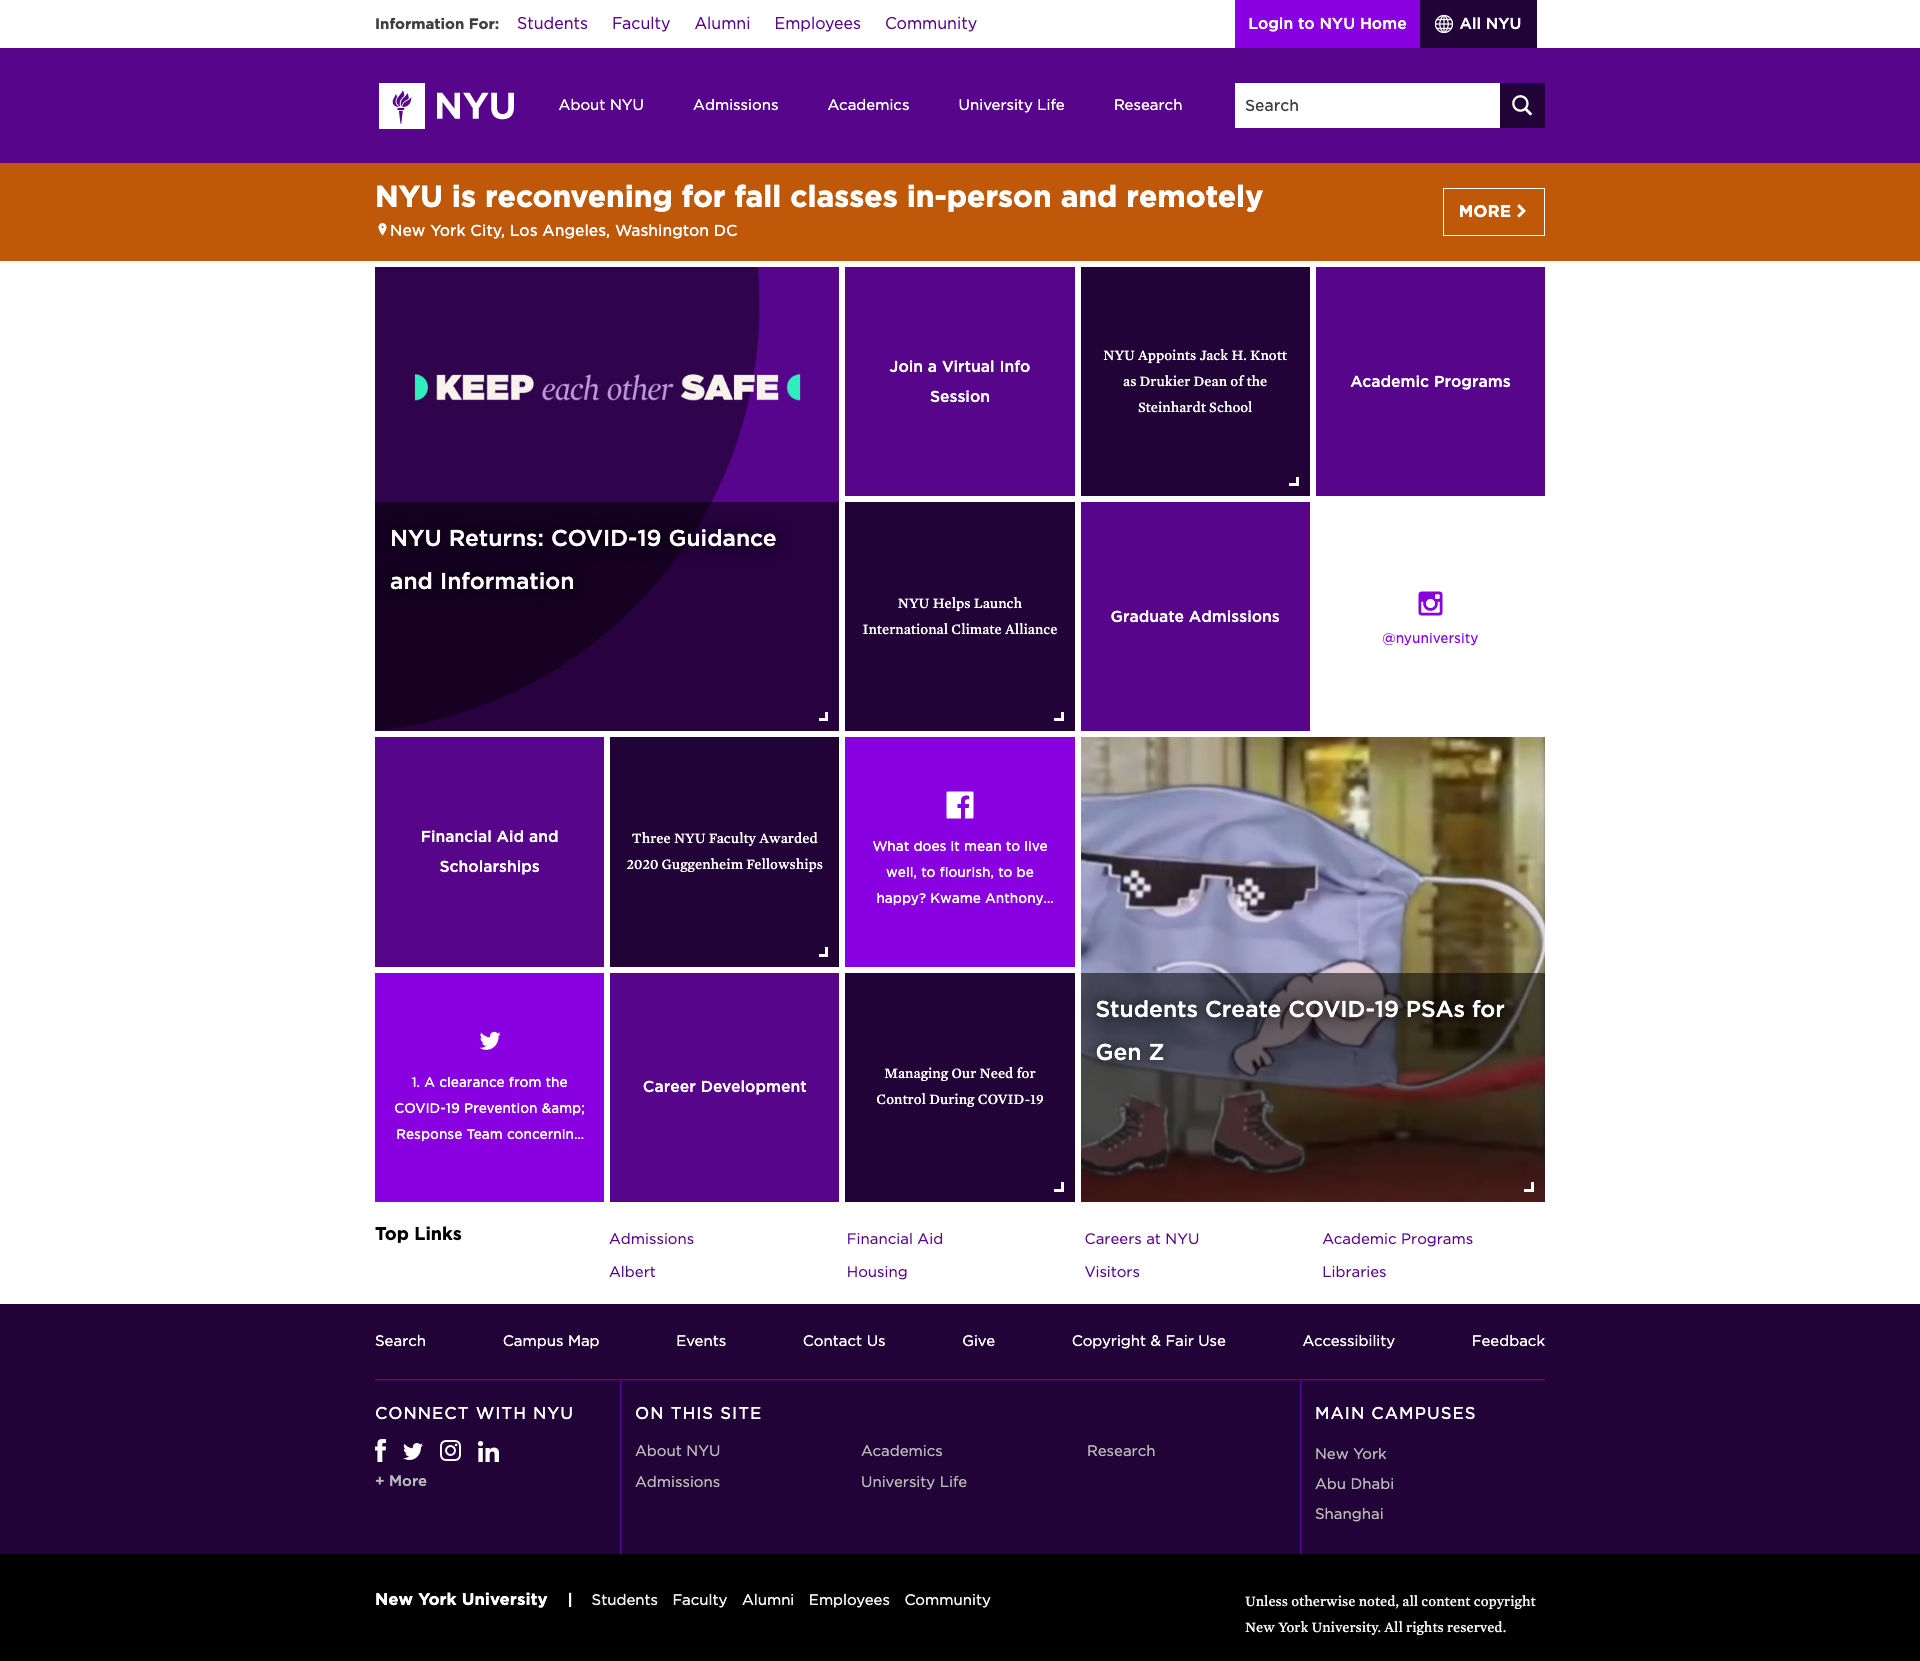 Information For: Students Faculty Alumni Employees Community Login to NYU Home All NYU
NYU About NYU Admissions Academics University Life Research Search
NYU is reconvening for fall classes in-person and remotely
New York City, Los Angeles, Washington DC
MORE
KEEP each other SAFE
NYU Returns: COVID-19 Guidance
and Information
Join a Virtual Info
Session
NYU Appoints Jack H. Knott
as Drukier Dean of the
Steinhardt School
Academic Programs
NYU Helps Launch
International Climate Alliance
Graduate Admissions
@nyuniversity
Financial Aid and
Scholarships
Three NYU Faculty Awarded
2020 Guggenheim Fellowships
What does it mean to live
well, to flourish, to be
happy? Kwame Anthony...
Students Create COVID-19 PSAs for
Gen Z
1. A clearance from the
COVID-19 Prevention &amp;
Response Team concernin...
Career Development
Managing Our Need for
Control During COVID-19
Top Links
Admissions Financial Aid Careers at NYU Academic Programs
Albert Housing Visitors Libraries
Search Campus Map Events Contact Us Give Copyright & Fair Use Accessibility Feedback
CONNECT WITH NYU
+ More
ON THIS SITE
About NYU Academics Research
Admissions University Life
MAIN CAMPUSES
New York
Abu Dhabi
Shanghai
New York University | Students Faculty Alumni Employees Community
Unless otherwise noted, all content copyright
New York University. All rights reserved.